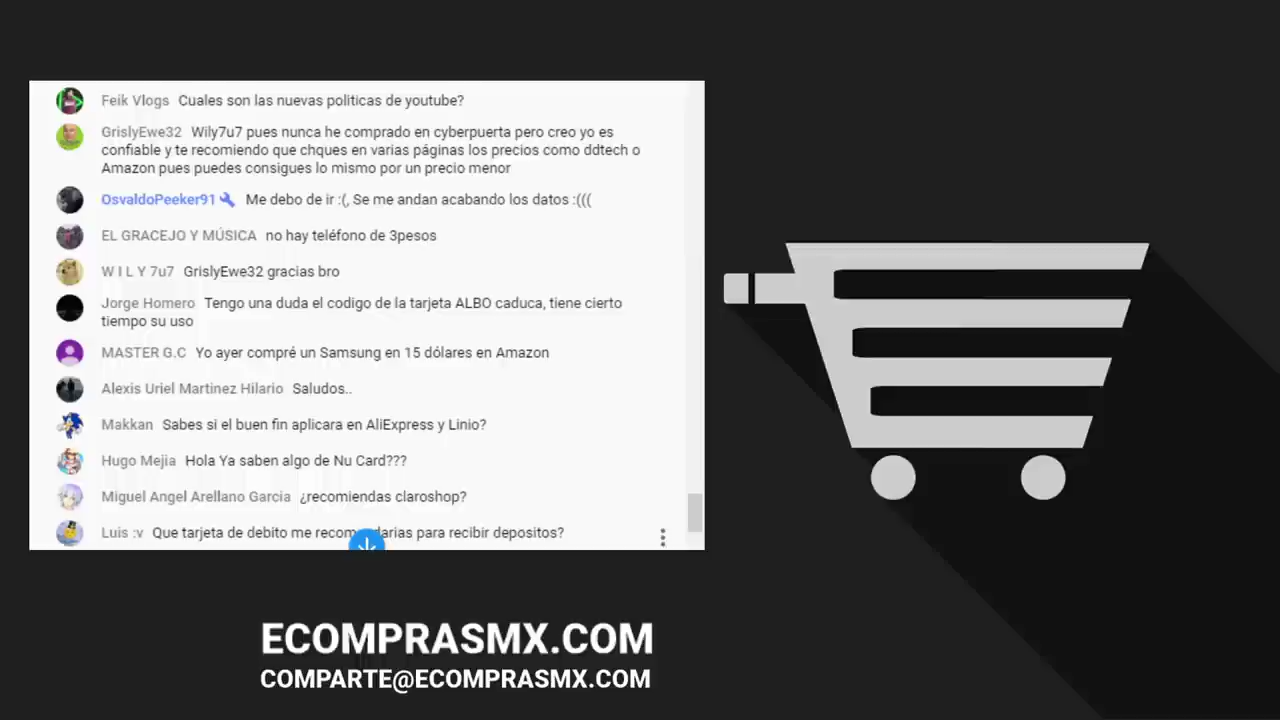 Feik Vlogs Cuales son las nuevas politicas de youtube?
GrislyEwe32 Wily7u7 pues nunca he comprado en cyberpuerta pero creo yo es
confiable y te recomiendo que chques en varias páginas los precios como ddtech o
Amazon pues puedes consigues lo mismo por un precio menor
OsvaldoPeeker91 Me debo de ir :(, Se me andan acabando los datos :(((
EL GRACEJO Y MÚSICA no hay teléfono de 3pesos
W I L Y 7u7 GrislyEwe32 gracias bro
Jorge Homero Tengo una duda el codigo de la tarjeta ALBO caduca, tiene cierto
tiempo su uso
MASTER G.C Yo ayer compré un Samsung en 15 dólares en Amazon
Alexis Uriel Martinez Hilario Saludos..
Makkan Sabes si el buen fin aplicara en AliExpress y Linio?
Hugo Mejia Hola Ya saben algo de Nu Card???
Miguel Angel Arellano Garcia ¿recomiendas claroshop?
Luis :v Que tarjeta de debito me recomendarias para recibir depositos?
ECOMPRASMX.COM
COMPARTE@ECOMPRASMX.COM